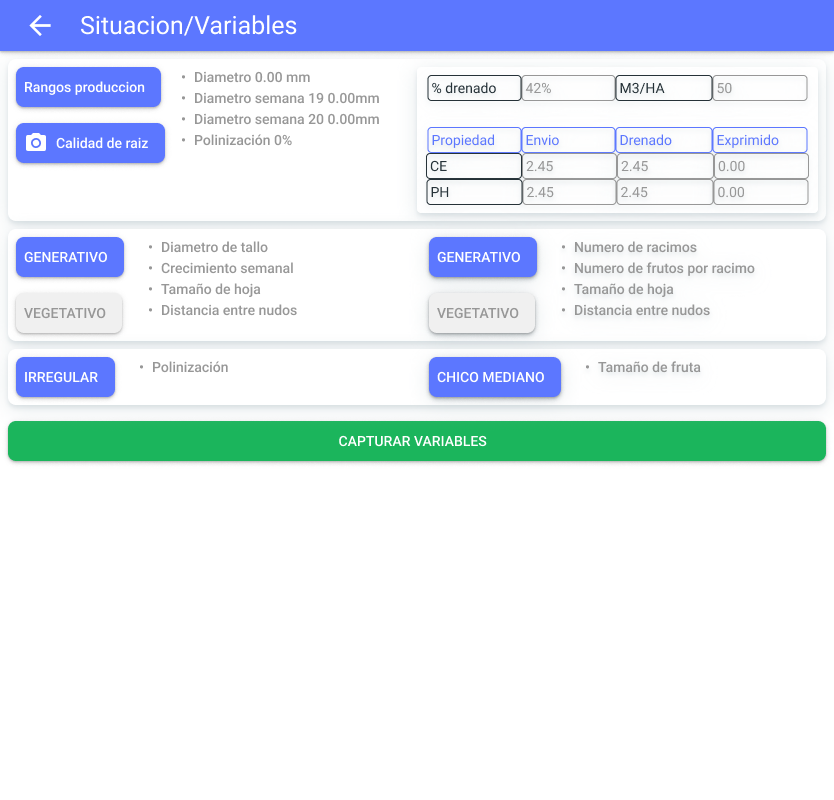 Situacion/Variables
Rangos produccion
Calidad de raiz
• Diametro 0.00 mm
• Diametro semana 19 0.00mm
• Diametro semana 20 0.00mm
• Polinización 0%
% drenado 42% M3/HA 50
Propiedad Envio Drenado Exprimido
CE 2.45 2.45 0.00
PH 2.45 2.45 0.00
GENERATIVO
VEGETATIVO
• Diametro de tallo
• Crecimiento semanal
• Tamaño de hoja
• Distancia entre nudos
GENERATIVO
VEGETATIVO
• Numero de racimos
• Numero de frutos por racimo
• Tamaño de hoja
• Distancia entre nudos
IRREGULAR
• Polinización
CHICO MEDIANO
• Tamaño de fruta
CAPTURAR VARIABLES